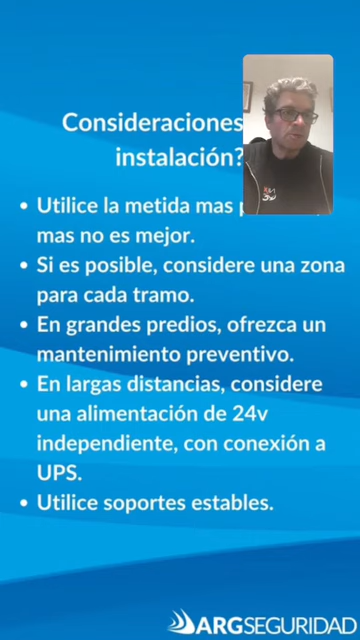 Consideraciones
instalación?
• Utilice la metida mas
mas no es mejor.
• Si es posible, considere una zona
para cada tramo.
• En grandes predios, ofrezca un
mantenimiento preventivo.
• En largas distancias, considere
una alimentación de 24v
independiente, con conexión a
UPS.
• Utilice soportes estables.
ARGSEGURIDAD